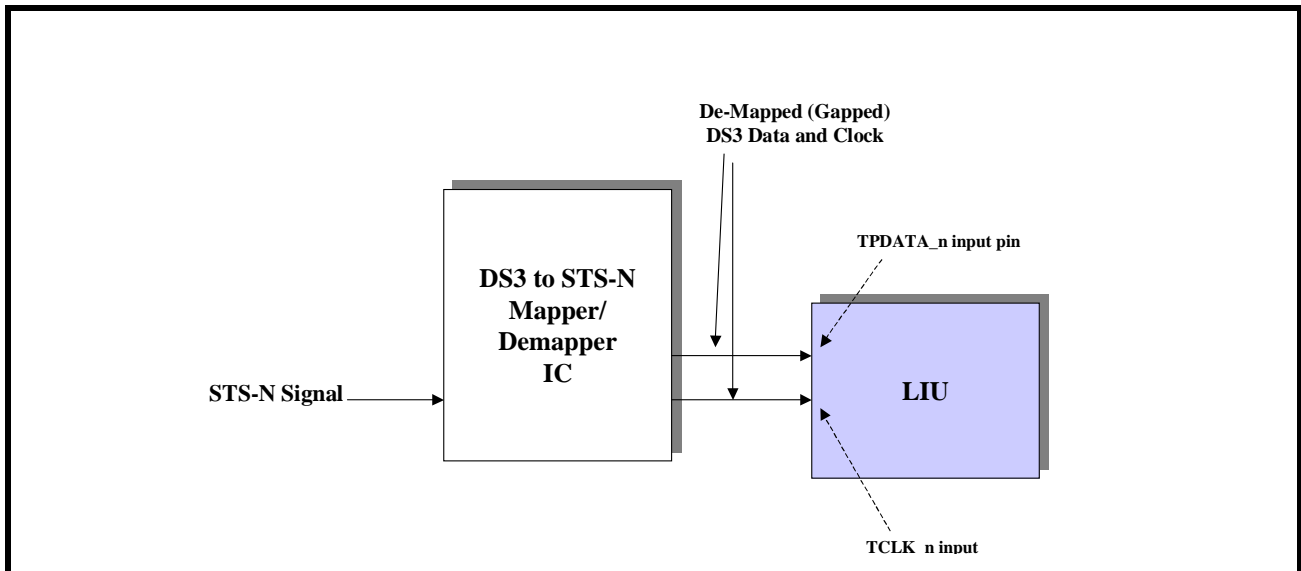 De-Mapped (Gapped)
DS3 Data and Clock
TPDATA_n input pin
DS3 to STS-N
Mapper/
Demapper
IC
STS-N Signal
LIU
TCLK_n input